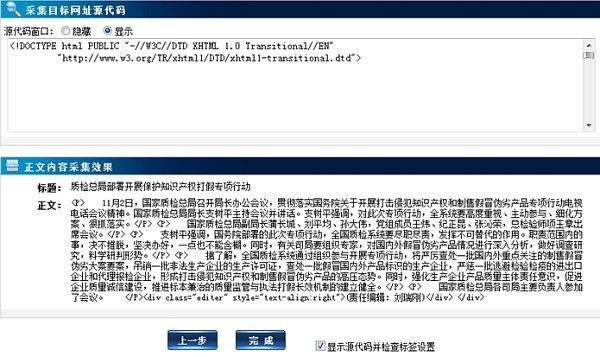 采集目标网址源代码
源代码窗口： 隐藏 显示
<!DOCTYPE html PUBLIC "-//W3C//DTD XHTML 1.0 Transitional//EN"
"http://www.w3.org/TR/xhtml1/DTD/xhtml1-transitional.dtd">
正文内容采集效果
标题： 质检总局部署开展保护知识产权打假专项行动
正文： <P>　　11月2日，国家质检总局召开局长办公会议，贯彻落实国务院关于开展打击侵犯知识产权和制售假冒伪劣产品专项行动电视
电话会议精神。国家质检总局局长支树平主持会议并讲话。支树平强调，对此次专项行动，全系统要高度重视、主动参与、细化方
案、狠抓落实。</P> <P>　　国家质检总局副局长蒲长城、刘平均、孙大伟，党组成员王炜、纪正昆、张沁荣，总检验师项玉章出
席会议。</P> <P>　　支树平强调，国务院部署的此次专项行动，全国质检系统要尽职尽责，发挥不可替代的作用。职责范围内的
事，决不推脱，坚决办好，一点也不能含糊。同时，有关司局要组织专家，对国内外假冒伪劣产品情况进行深入分析，做好调查研
究，科学研判形势。</P> <P>　　据了解，全国质检系统通过组织参与开展专项行动，将严厉查处一批国内外重点关注的制售假冒
伪劣大案要案，吊销一批非法生产企业的生产许可证，查处一批假冒国内外产品标识的生产企业，严惩一批逃避检验检疫的进出口
企业和代理报检企业，形成打击侵犯知识产权和制售假冒伪劣产品的高压态势。同时，强化生产企业产品质量主体责任意识，促进
企业质量诚信建设，推进标本兼治的质量监管与执法打假长效机制的建立健全。</P> <P>　　国家质检总局各司局主要负责人参加
了会议。　　</P><div class="editer" style="text-align:right">(责任编辑：刘瑞刚)</div> </div>
上一步 完 成 显示源代码并检查标签设置